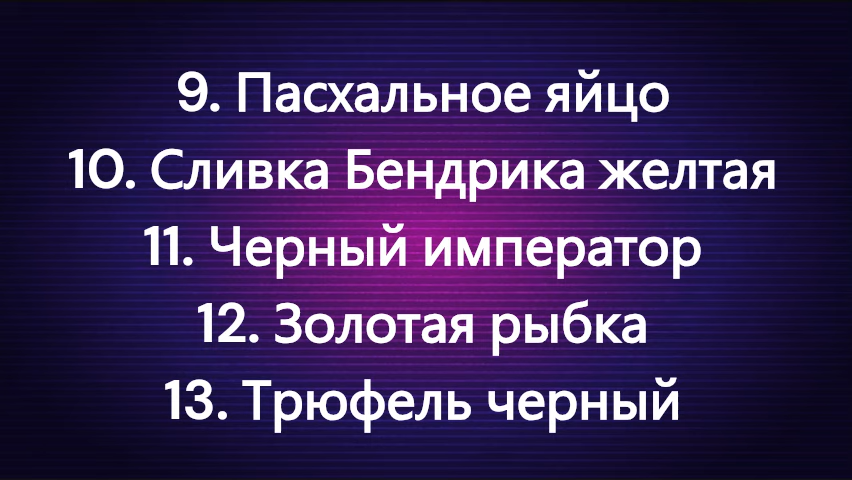 9. Пасхальное яйцо
10. Сливка Бендрика желтая
11. Черный император
12. Золотая рыбка
13. Трюфель черный